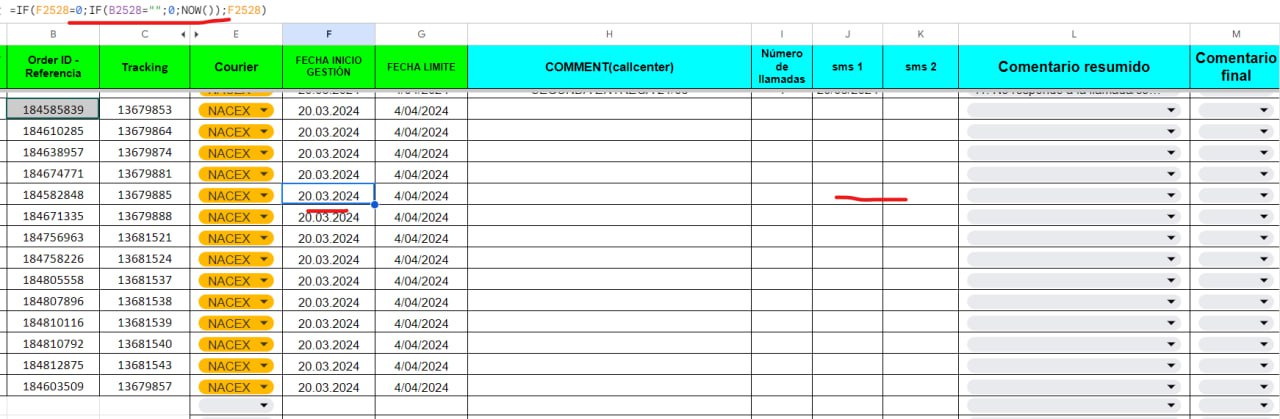 =IF(F2528=0;IF(B2528="";0;NOW());F2528)
B C E F G H I J K L M
Order ID - Referencia Tracking Courier FECHA INICIO GESTIÓN FECHA LIMITE COMMENT(callcenter) Número de llamadas sms 1 sms 2 Comentario resumido Comentario final
184585839 13679853 NACEX 20.03.2024 4/04/2024
184610285 13679864 NACEX 20.03.2024 4/04/2024
184638957 13679874 NACEX 20.03.2024 4/04/2024
184674771 13679881 NACEX 20.03.2024 4/04/2024
184582848 13679885 NACEX 20.03.2024 4/04/2024
184671335 13679888 NACEX 20.03.2024 4/04/2024
184756963 13681521 NACEX 20.03.2024 4/04/2024
184758226 13681524 NACEX 20.03.2024 4/04/2024
184805558 13681537 NACEX 20.03.2024 4/04/2024
184807896 13681538 NACEX 20.03.2024 4/04/2024
184810116 13681539 NACEX 20.03.2024 4/04/2024
184810792 13681540 NACEX 20.03.2024 4/04/2024
184812875 13681543 NACEX 20.03.2024 4/04/2024
184603509 13679857 NACEX 20.03.2024 4/04/2024